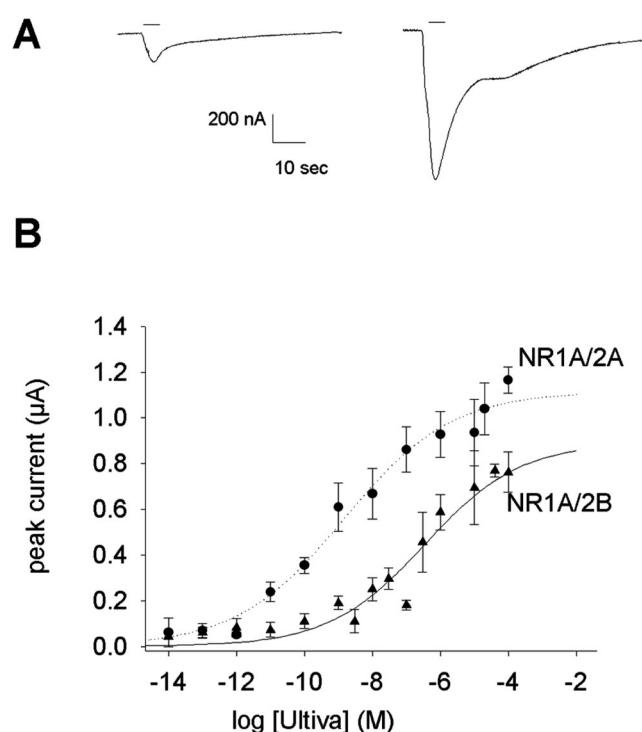 A
200 nA
10 sec
B
1.4
1.2
1.0
0.8
0.6
0.4
0.2
0.0
peak current (µA)
NR1A/2A
NR1A/2B
-14 -12 -10 -8 -6 -4 -2
log [Ultiva] (M)